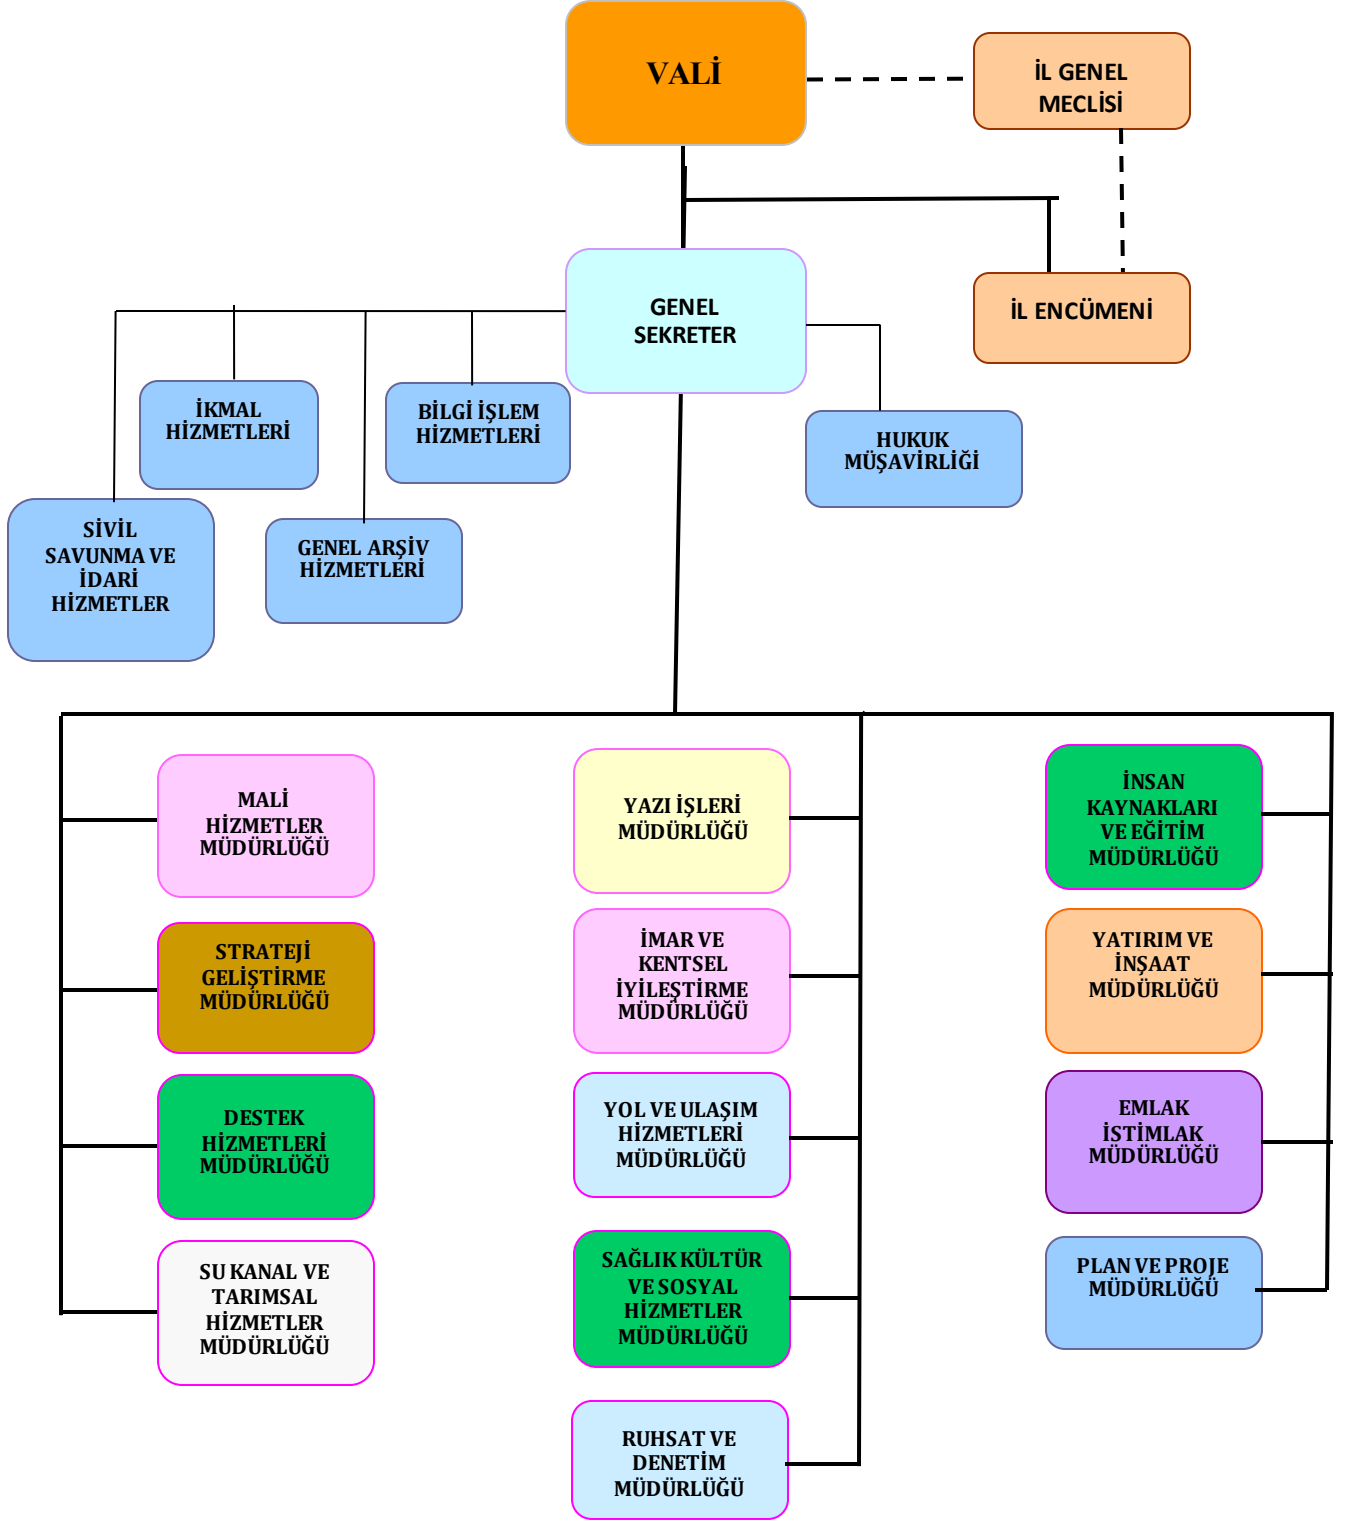 VALİ
İL GENEL
MECLİSİ
GENEL
SEKRETER
İL ENCÜMENİ
İKMAL
HİZMETLERİ
BİLGİ İŞLEM
HİZMETLERİ
HUKUK
MÜŞAVİRLİĞİ
SİVİL
SAVUNMA VE
İDARİ
HİZMETLER
GENEL ARŞİV
HİZMETLERİ
MALİ
HİZMETLER
MÜDÜRLÜĞÜ
YAZI İŞLERİ
MÜDÜRLÜĞÜ
İNSAN
KAYNAKLARI
VE EĞİTİM
MÜDÜRLÜĞÜ
STRATEJİ
GELİŞTİRME
MÜDÜRLÜĞÜ
İMAR VE
KENTSEL
İYİLEŞTİRME
MÜDÜRLÜĞÜ
YATIRIM VE
İNŞAAT
MÜDÜRLÜĞÜ
DESTEK
HİZMETLERİ
MÜDÜRLÜĞÜ
YOL VE ULAŞIM
HİZMETLERİ
MÜDÜRLÜĞÜ
EMLAK
İSTİMLAK
MÜDÜRLÜĞÜ
SU KANAL VE
TARIMSAL
HİZMETLER
MÜDÜRLÜĞÜ
SAĞLIK KÜLTÜR
VE SOSYAL
HİZMETLER
MÜDÜRLÜĞÜ
PLAN VE PROJE
MÜDÜRLÜĞÜ
RUHSAT VE
DENETİM
MÜDÜRLÜĞÜ